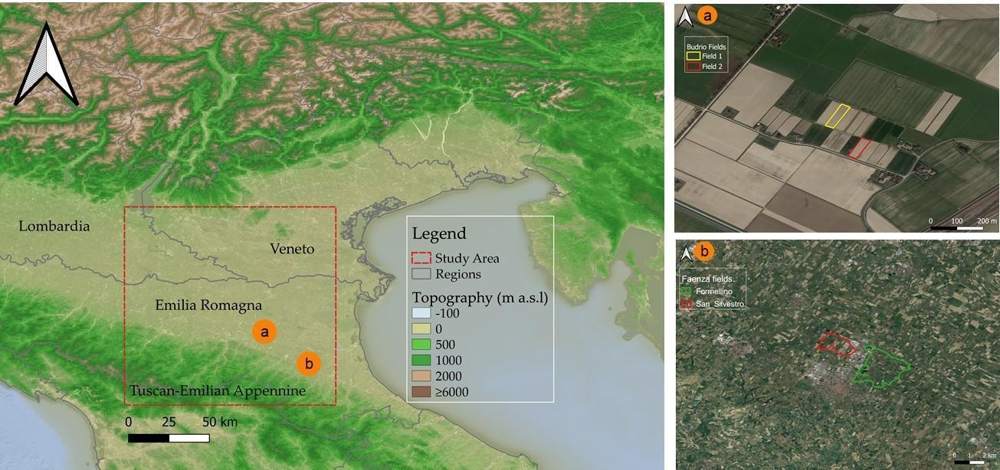 Lombardia
Veneto
Emilia Romagna
a
b
Tuscan-Emilian Appennine
0 25 50 km
Legend
Study Area
Regions
Topography (m a.s.l)
-100
0
500
1000
2000
≥6000
a
Budrio Fields
Field 1
Field 2
0 100 200 m
b
Faenza fields
Formellino
San_Silvestro
0 1 2 km